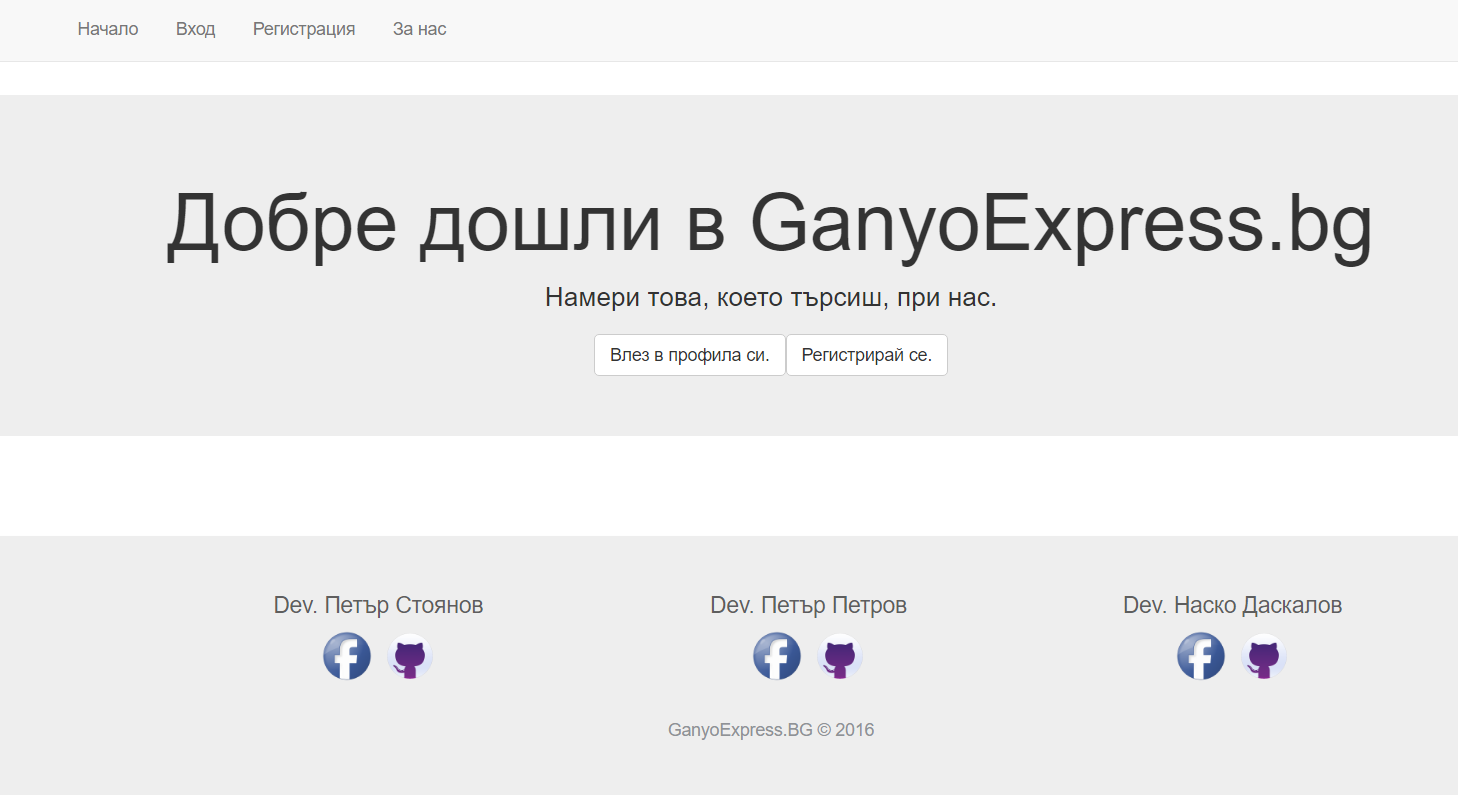 Начало Вход Регистрация За нас
Добре дошли в GanyoExpress.bg
Намери това, което търсиш, при нас.
Влез в профила си. Регистрирай се.
Dev. Петър Стоянов Dev. Петър Петров Dev. Наско Даскалов
GanyoExpress.BG © 2016